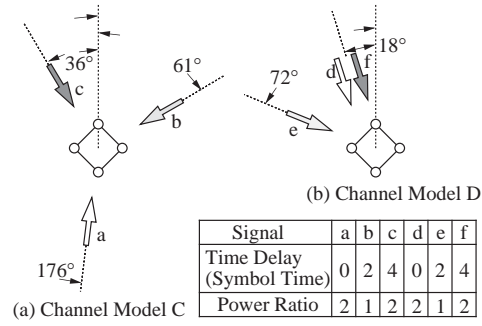 36°
c
61°
b
a
176°
(a) Channel Model C
18°
d
f
72°
e
(b) Channel Model D
Signal a b c d e f
Time Delay
(Symbol Time) 0 2 4 0 2 4
Power Ratio 2 1 2 2 1 2